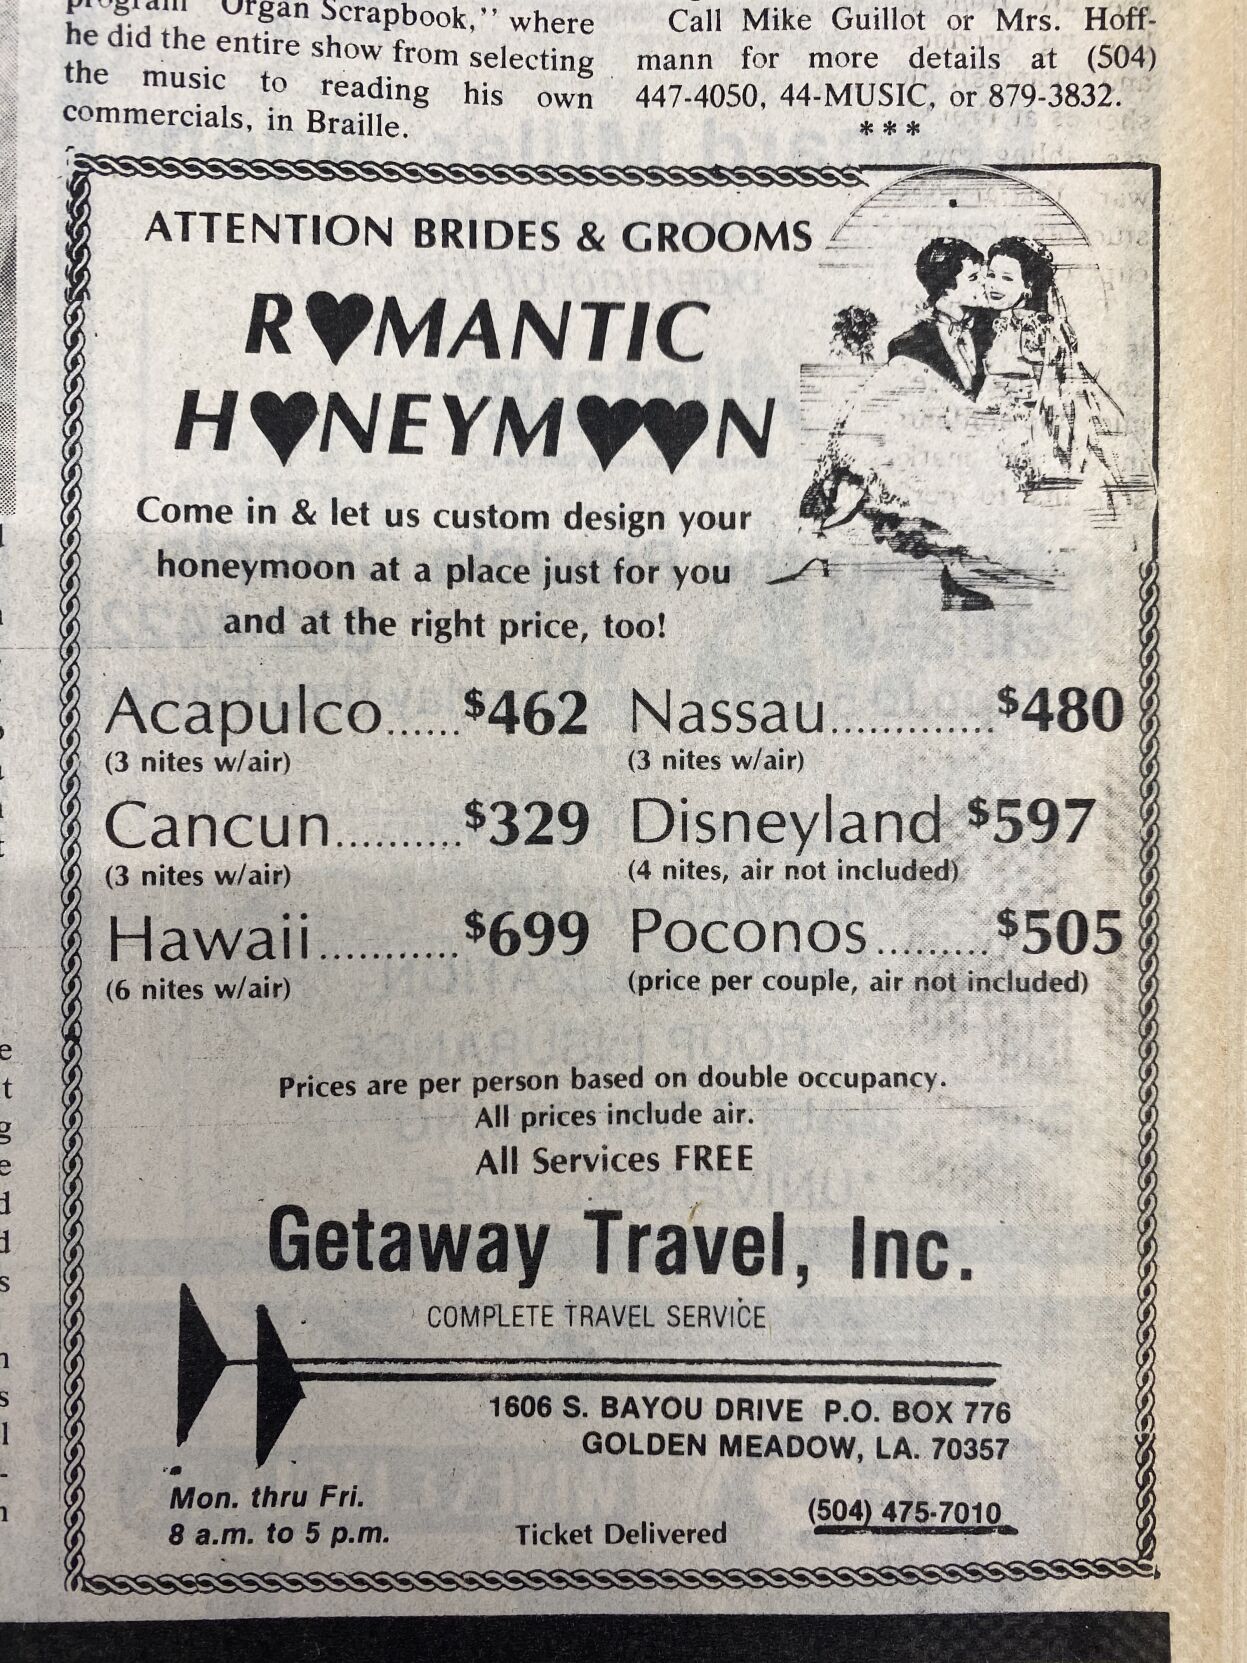 program "Organ Scrapbook," where
he did the entire show from selecting
the music to reading his own
commercials, in Braille.
Call Mike Guillot or Mrs. Hoff-
mann for more details at (504)
447-4050, 44-MUSIC, or 879-3832.
***
ATTENTION BRIDES & GROOMS
R♥MANTIC
H♥NEYM♥♥N
Come in & let us custom design your
honeymoon at a place just for you
and at the right price, too!
Acapulco......$462
(3 nites w/air)
Cancun..........$329
(3 nites w/air)
Hawaii...........$699
(6 nites w/air)
Nassau.............$480
(3 nites w/air)
Disneyland $597
(4 nites, air not included)
Poconos.........$505
(price per couple, air not included)
Prices are per person based on double occupancy.
All prices include air.
All Services FREE
Getaway Travel, Inc.
COMPLETE TRAVEL SERVICE
1606 S. BAYOU DRIVE P.O. BOX 776
GOLDEN MEADOW, LA. 70357
Mon. thru Fri.
8 a.m. to 5 p.m.
Ticket Delivered
(504) 475-7010